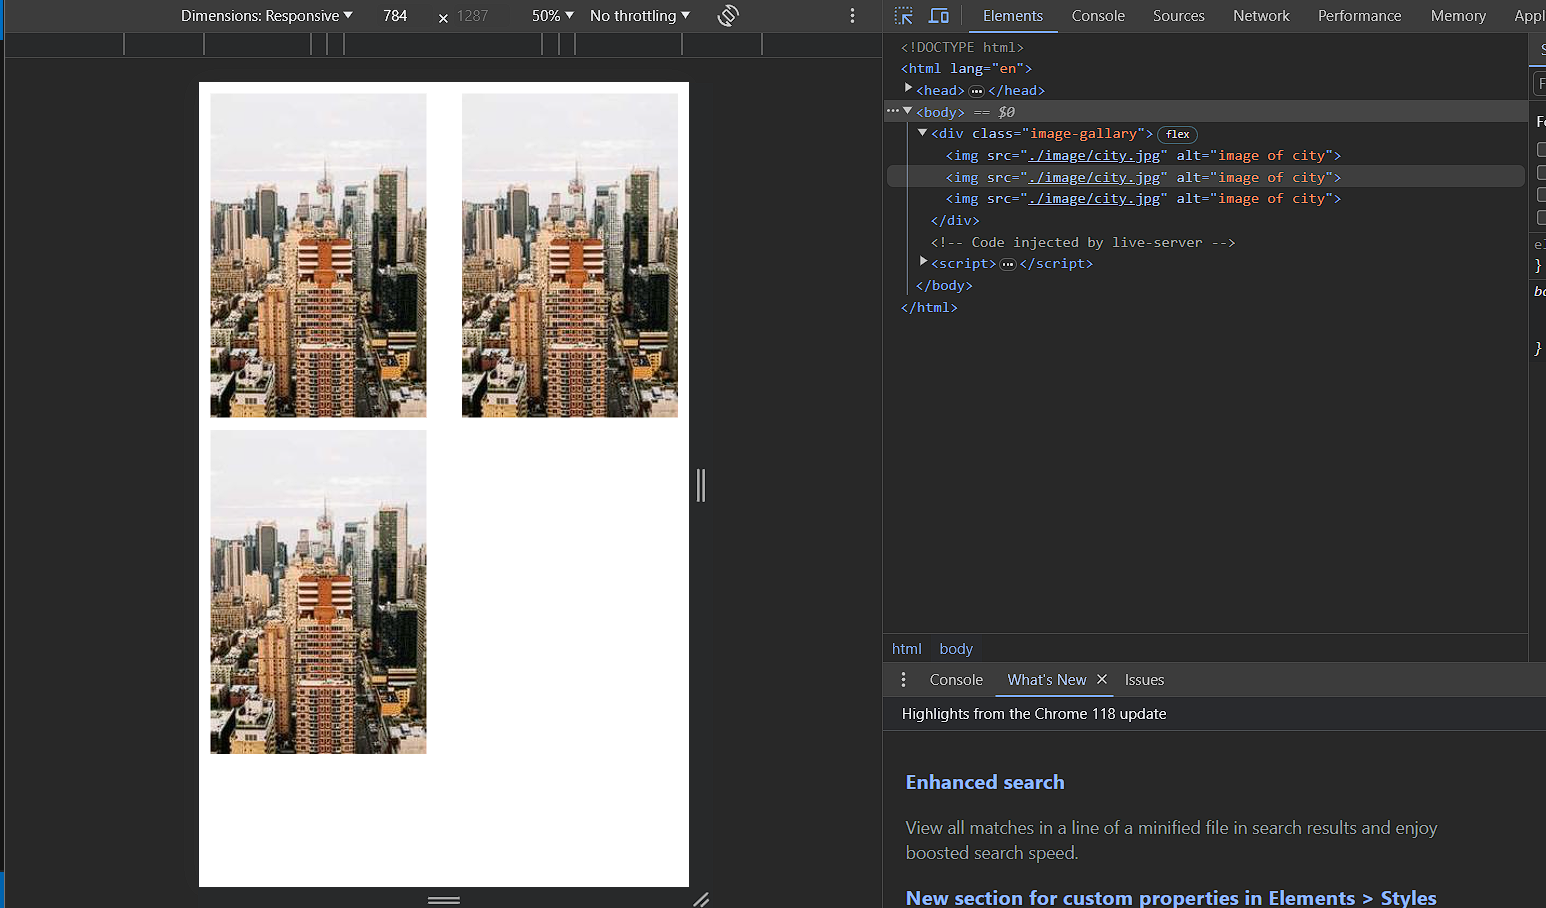 Dimensions: Responsive 784 × 1287 50% No throttling
Elements Console Sources Network Performance Memory Appl
<!DOCTYPE html>
<html lang="en">
<head> ⋯ </head>
<body> == $0
<div class="image-gallary"> flex
<img src="./image/city.jpg" alt="image of city">
<img src="./image/city.jpg" alt="image of city">
<img src="./image/city.jpg" alt="image of city">
</div>
<!-- Code injected by live-server -->
<script> ⋯ </script>
</body>
</html>
html body
Console What's New × Issues
Highlights from the Chrome 118 update
Enhanced search
View all matches in a line of a minified file in search results and enjoy
boosted search speed.
New section for custom properties in Elements > Styles